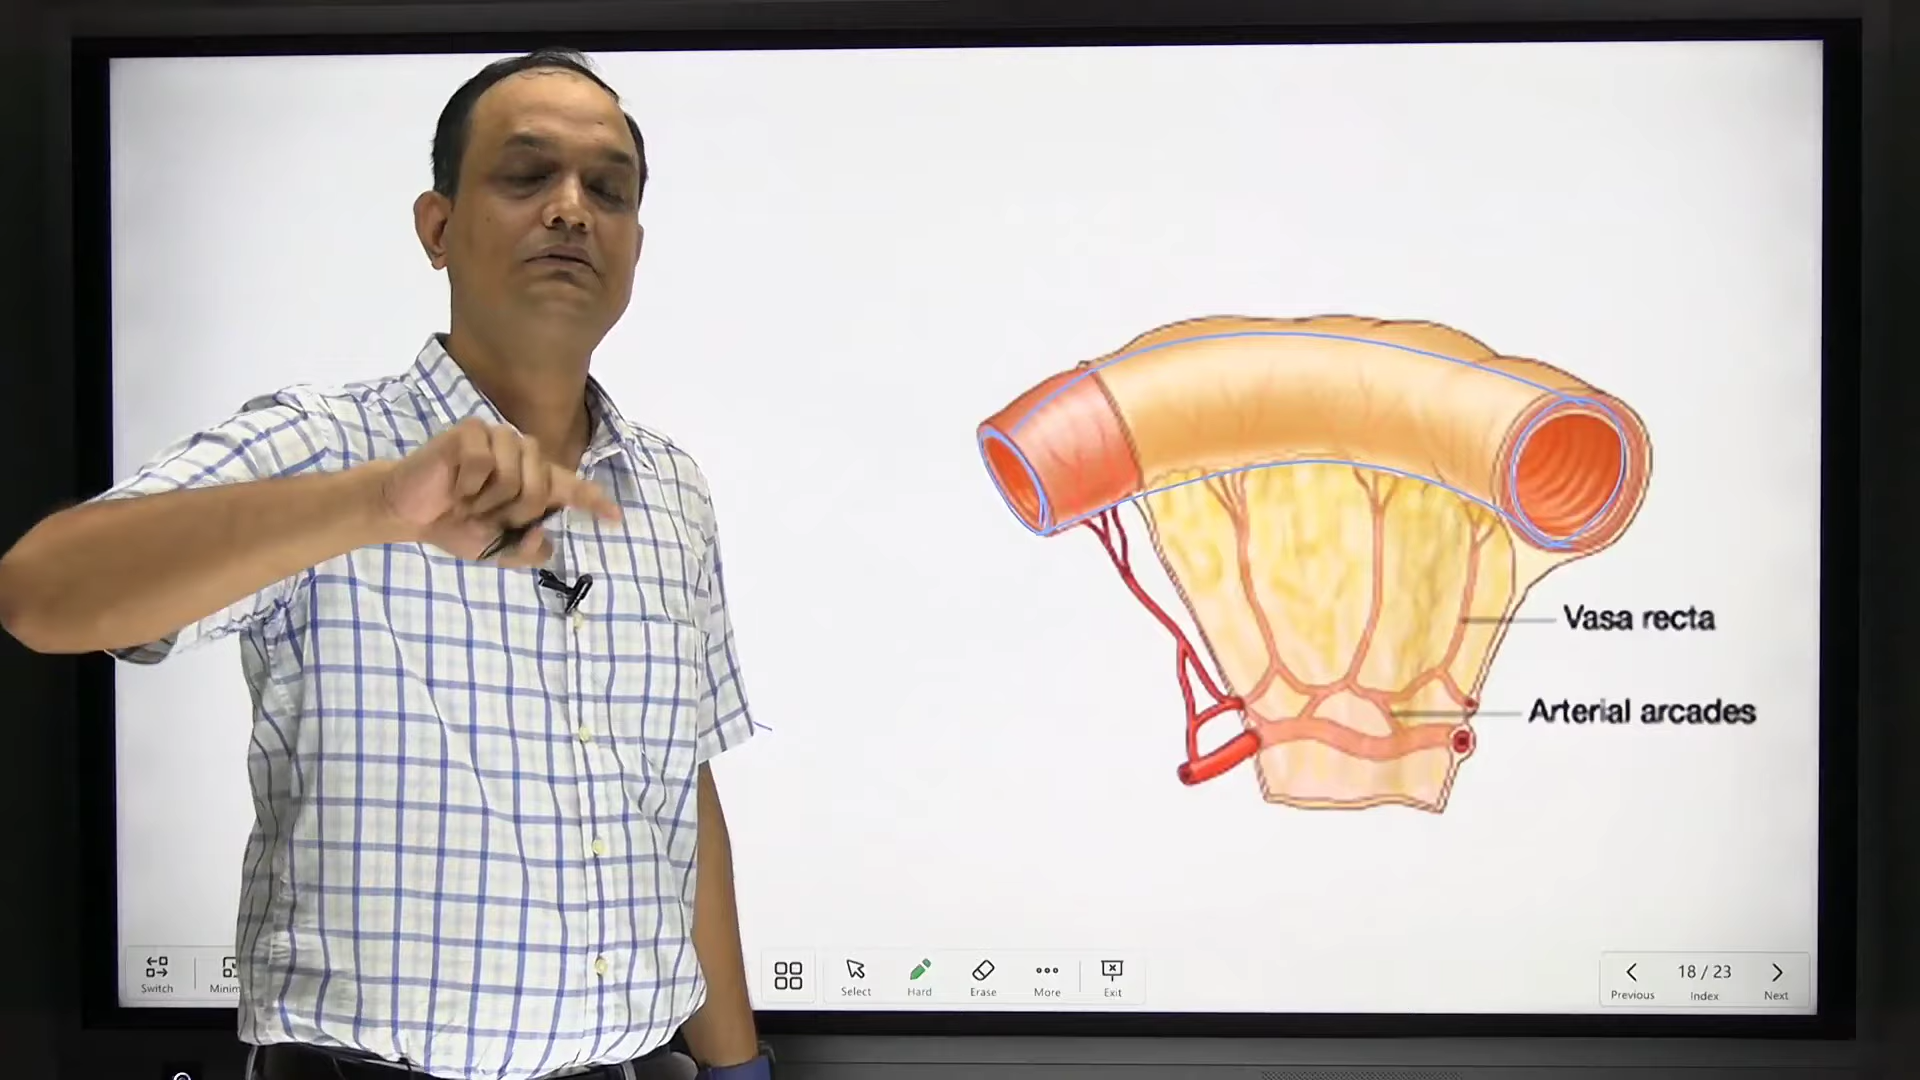 Vasa recta
Arterial arcades
Switch
Select
Hard
Erase
More
Exit
18 / 23
Previous
Index
Next